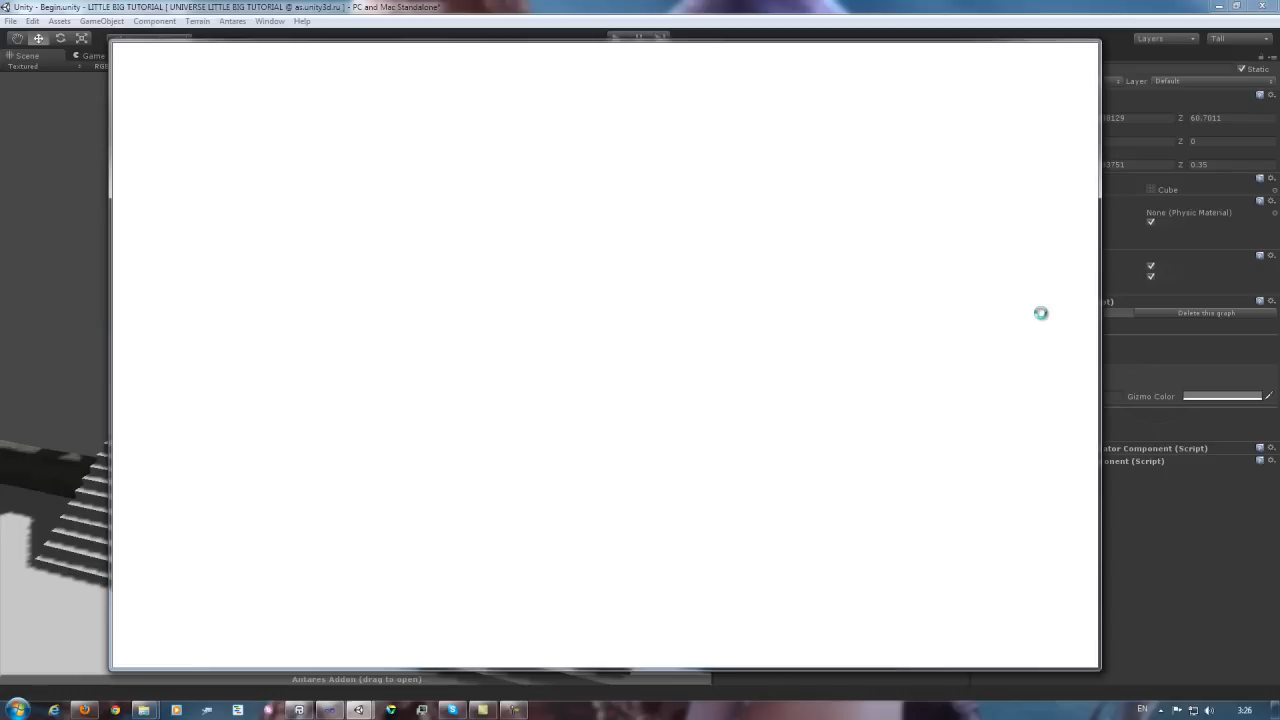 Unity - Begin.unity - LITTLE BIG TUTORIAL [ UNIVERSE LITTLE BIG TUTORIAL @ as.unity3d.ru ] - PC and Mac Standalone*
File Edit Assets GameObject Component Terrain Antares Window Help
Layers Tall
Scene Game
Static
Textured RG
Layer Default
8129 Z 60.7011
Z 0
3751 Z 0.35
Cube
None (Physic Material)
Delete this graph
Gizmo Color
ator Component (Script)
onent (Script)
Antares Addon (drag to open)
EN 3:26